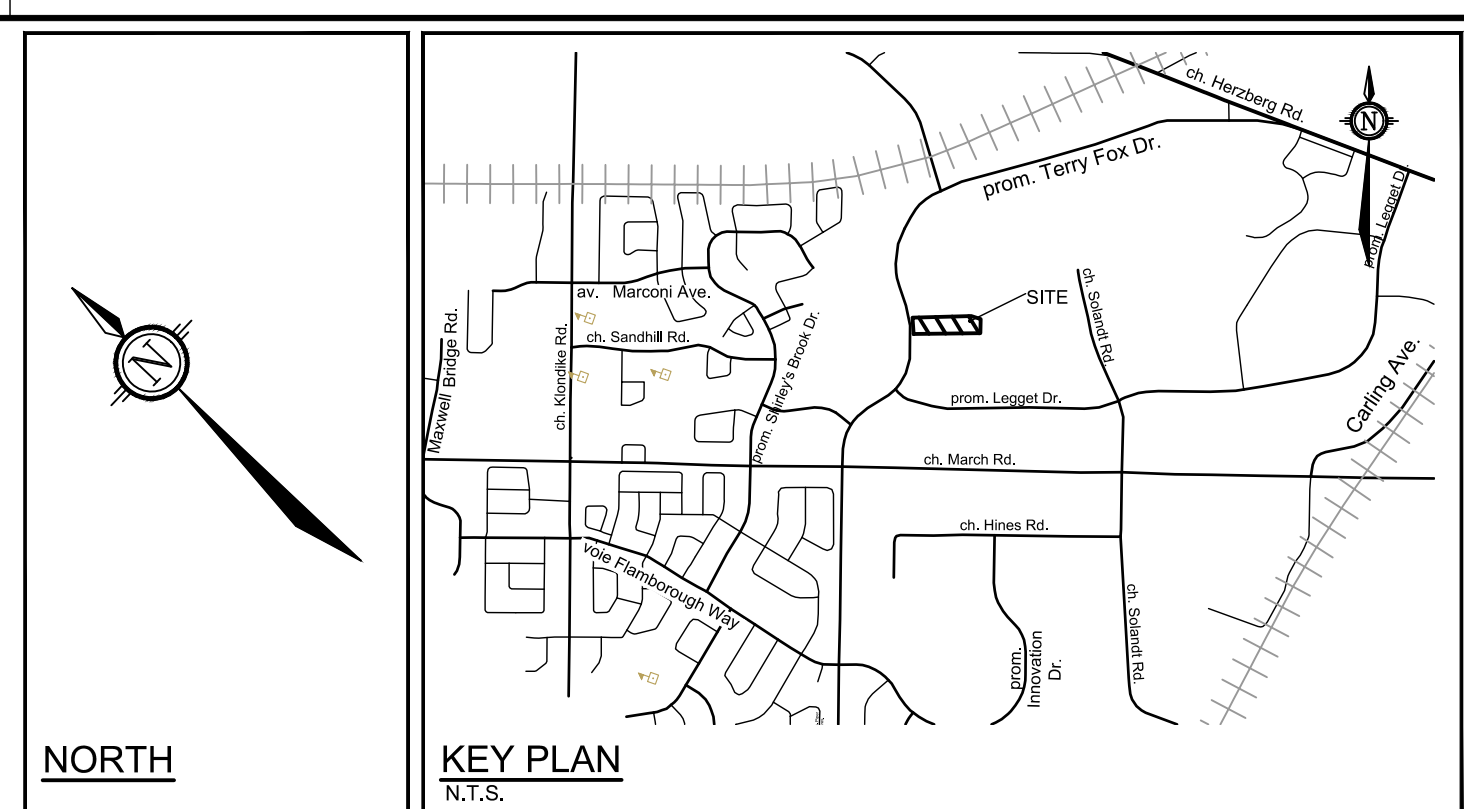 N
NORTH
ch. Herzberg Rd.
N
prom. Terry Fox Dr.
prom. Legget Dr.
SITE
ch. Solandt Rd.
av. Marconi Ave.
ch. Sandhill Rd.
Maxwell Bridge Rd.
ch. Klondike Rd.
prom. Shirley's Brook Dr.
prom. Legget Dr.
Carling Ave.
ch. March Rd.
ch. Hines Rd.
voie Flamborough Way
ch. Solandt Rd.
prom.
Innovation
Dr.
KEY PLAN
N.T.S.